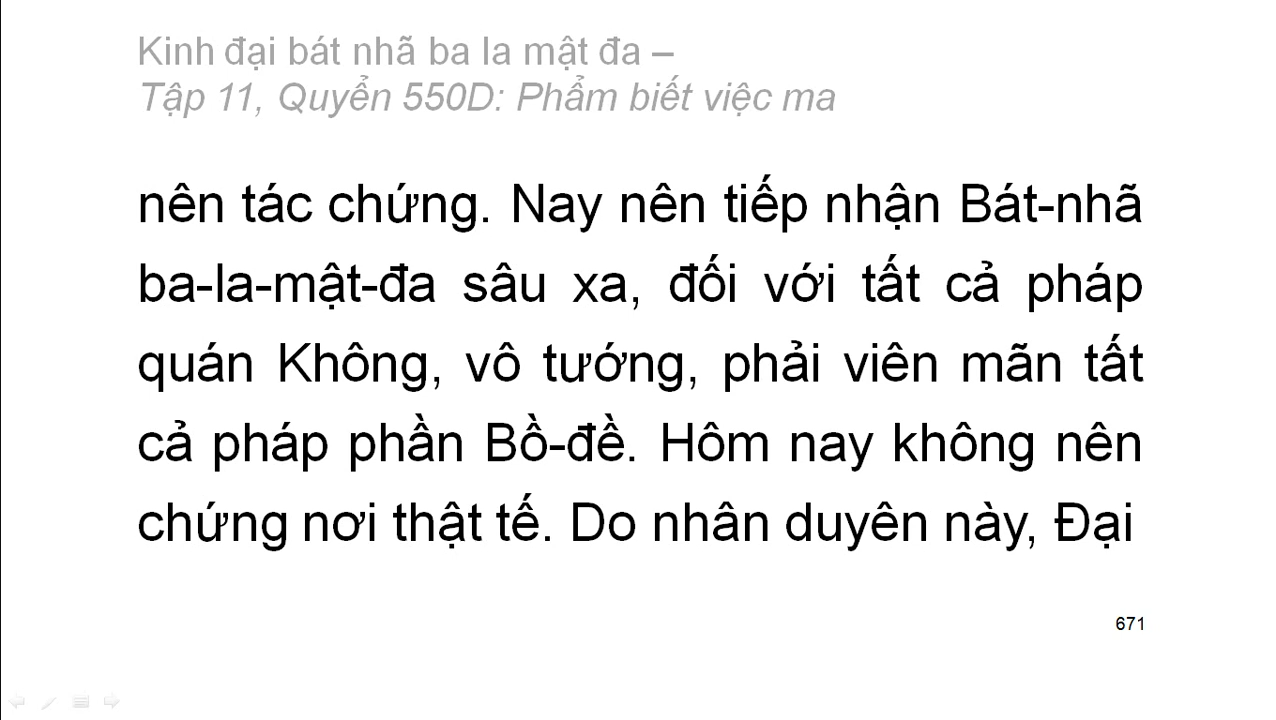 Kinh đại bát nhã ba la mật đa –
Tập 11, Quyển 550D: Phẩm biết việc ma
nên tác chứng. Nay nên tiếp nhận Bát-nhã
ba-la-mật-đa sâu xa, đối với tất cả pháp
quán Không, vô tướng, phải viên mãn tất
cả pháp phần Bồ-đề. Hôm nay không nên
chứng nơi thật tế. Do nhân duyên này, Đại
671